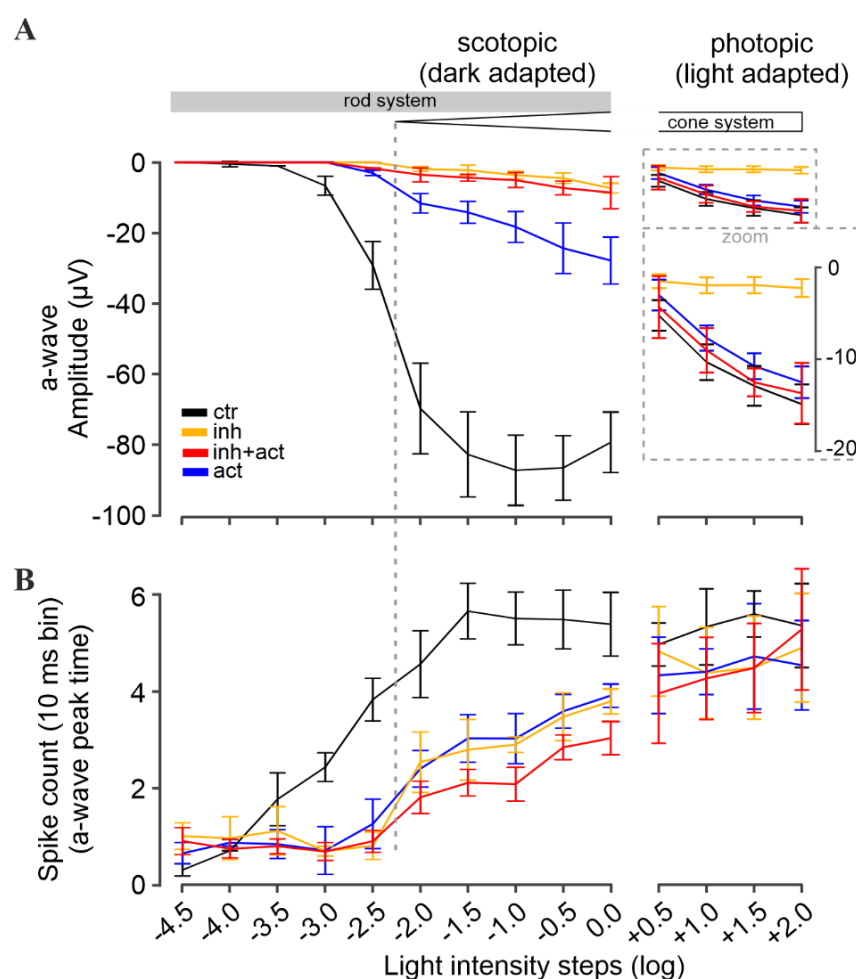 A
scotopic
(dark adapted)
photopic
(light adapted)
rod system
cone system
a-wave
Amplitude (µV)
0
-20
-40
-60
-80
-100
ctr
inh
inh+act
act
zoom
0
-10
-20
B
Spike count (10 ms bin)
(a-wave peak time)
6
4
2
0
-4.5
-4.0
-3.5
-3.0
-2.5
-2.0
-1.5
-1.0
-0.5
0.0
+0.5
+1.0
+1.5
+2.0
Light intensity steps (log)